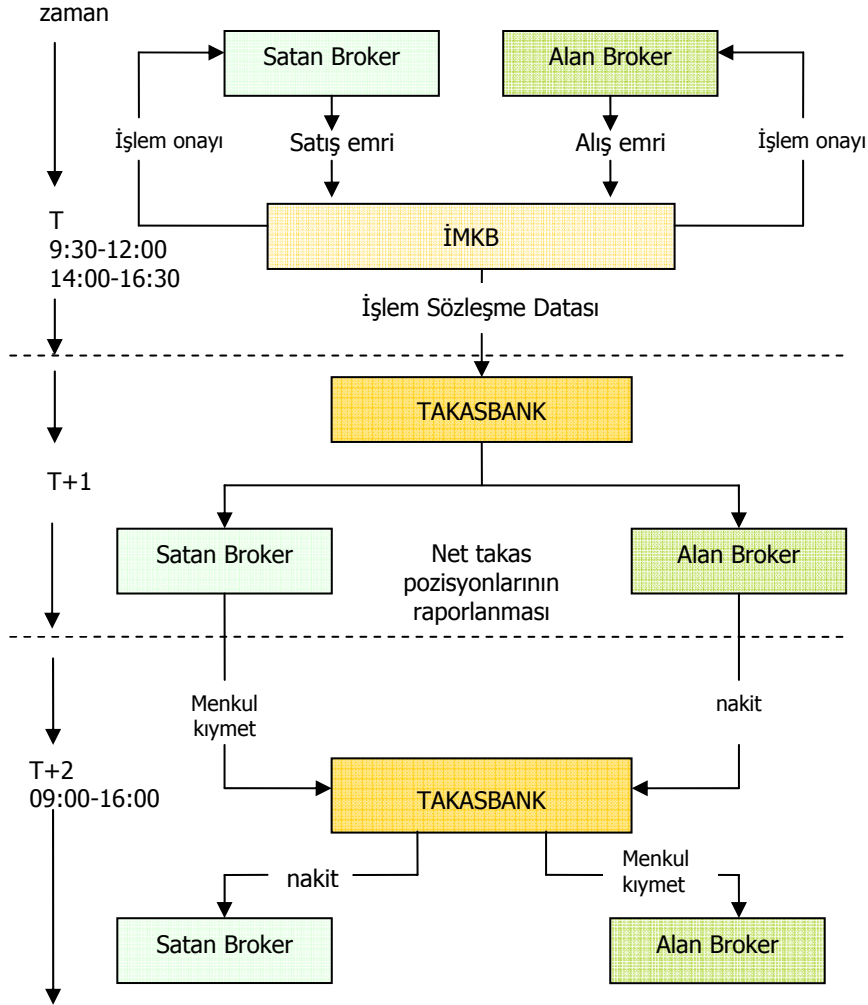 zaman
Satan Broker
Alan Broker
İşlem onayı
Satış emri
Alış emri
İşlem onayı
T
9:30-12:00
14:00-16:30
İMKB
İşlem Sözleşme Datası
TAKASBANK
T+1
Satan Broker
Net takas
pozisyonlarının
raporlanması
Alan Broker
Menkul
kıymet
nakit
T+2
09:00-16:00
TAKASBANK
nakit
Menkul
kıymet
Satan Broker
Alan Broker